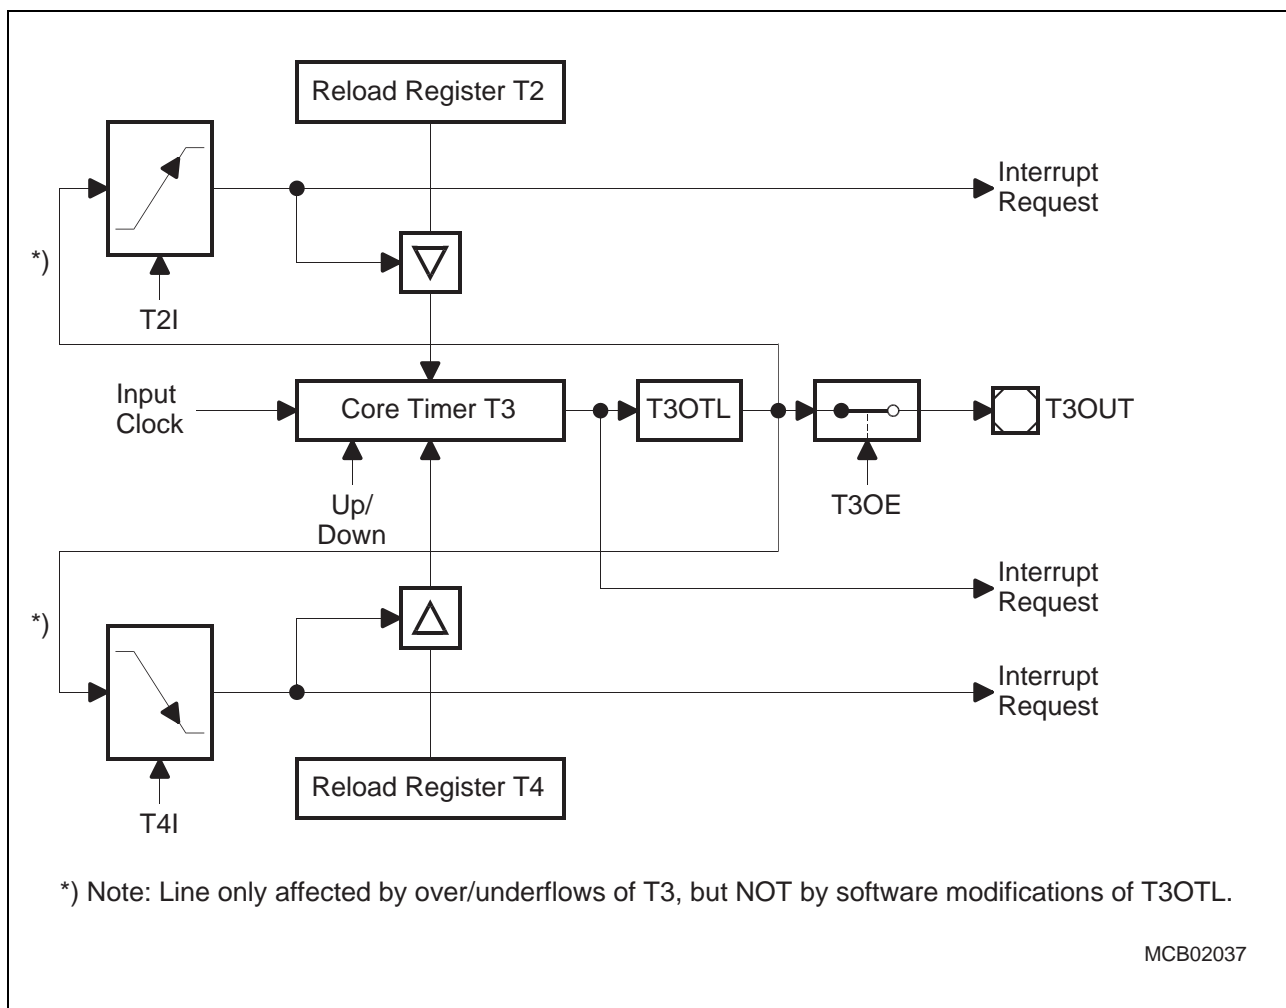 Reload Register T2
Interrupt
Request
*)
T2I
Input
Clock
Core Timer T3
T3OTL
T3OUT
Up/
Down
T3OE
Interrupt
Request
*)
Interrupt
Request
Reload Register T4
T4I
*) Note: Line only affected by over/underflows of T3, but NOT by software modifications of T3OTL.
MCB02037